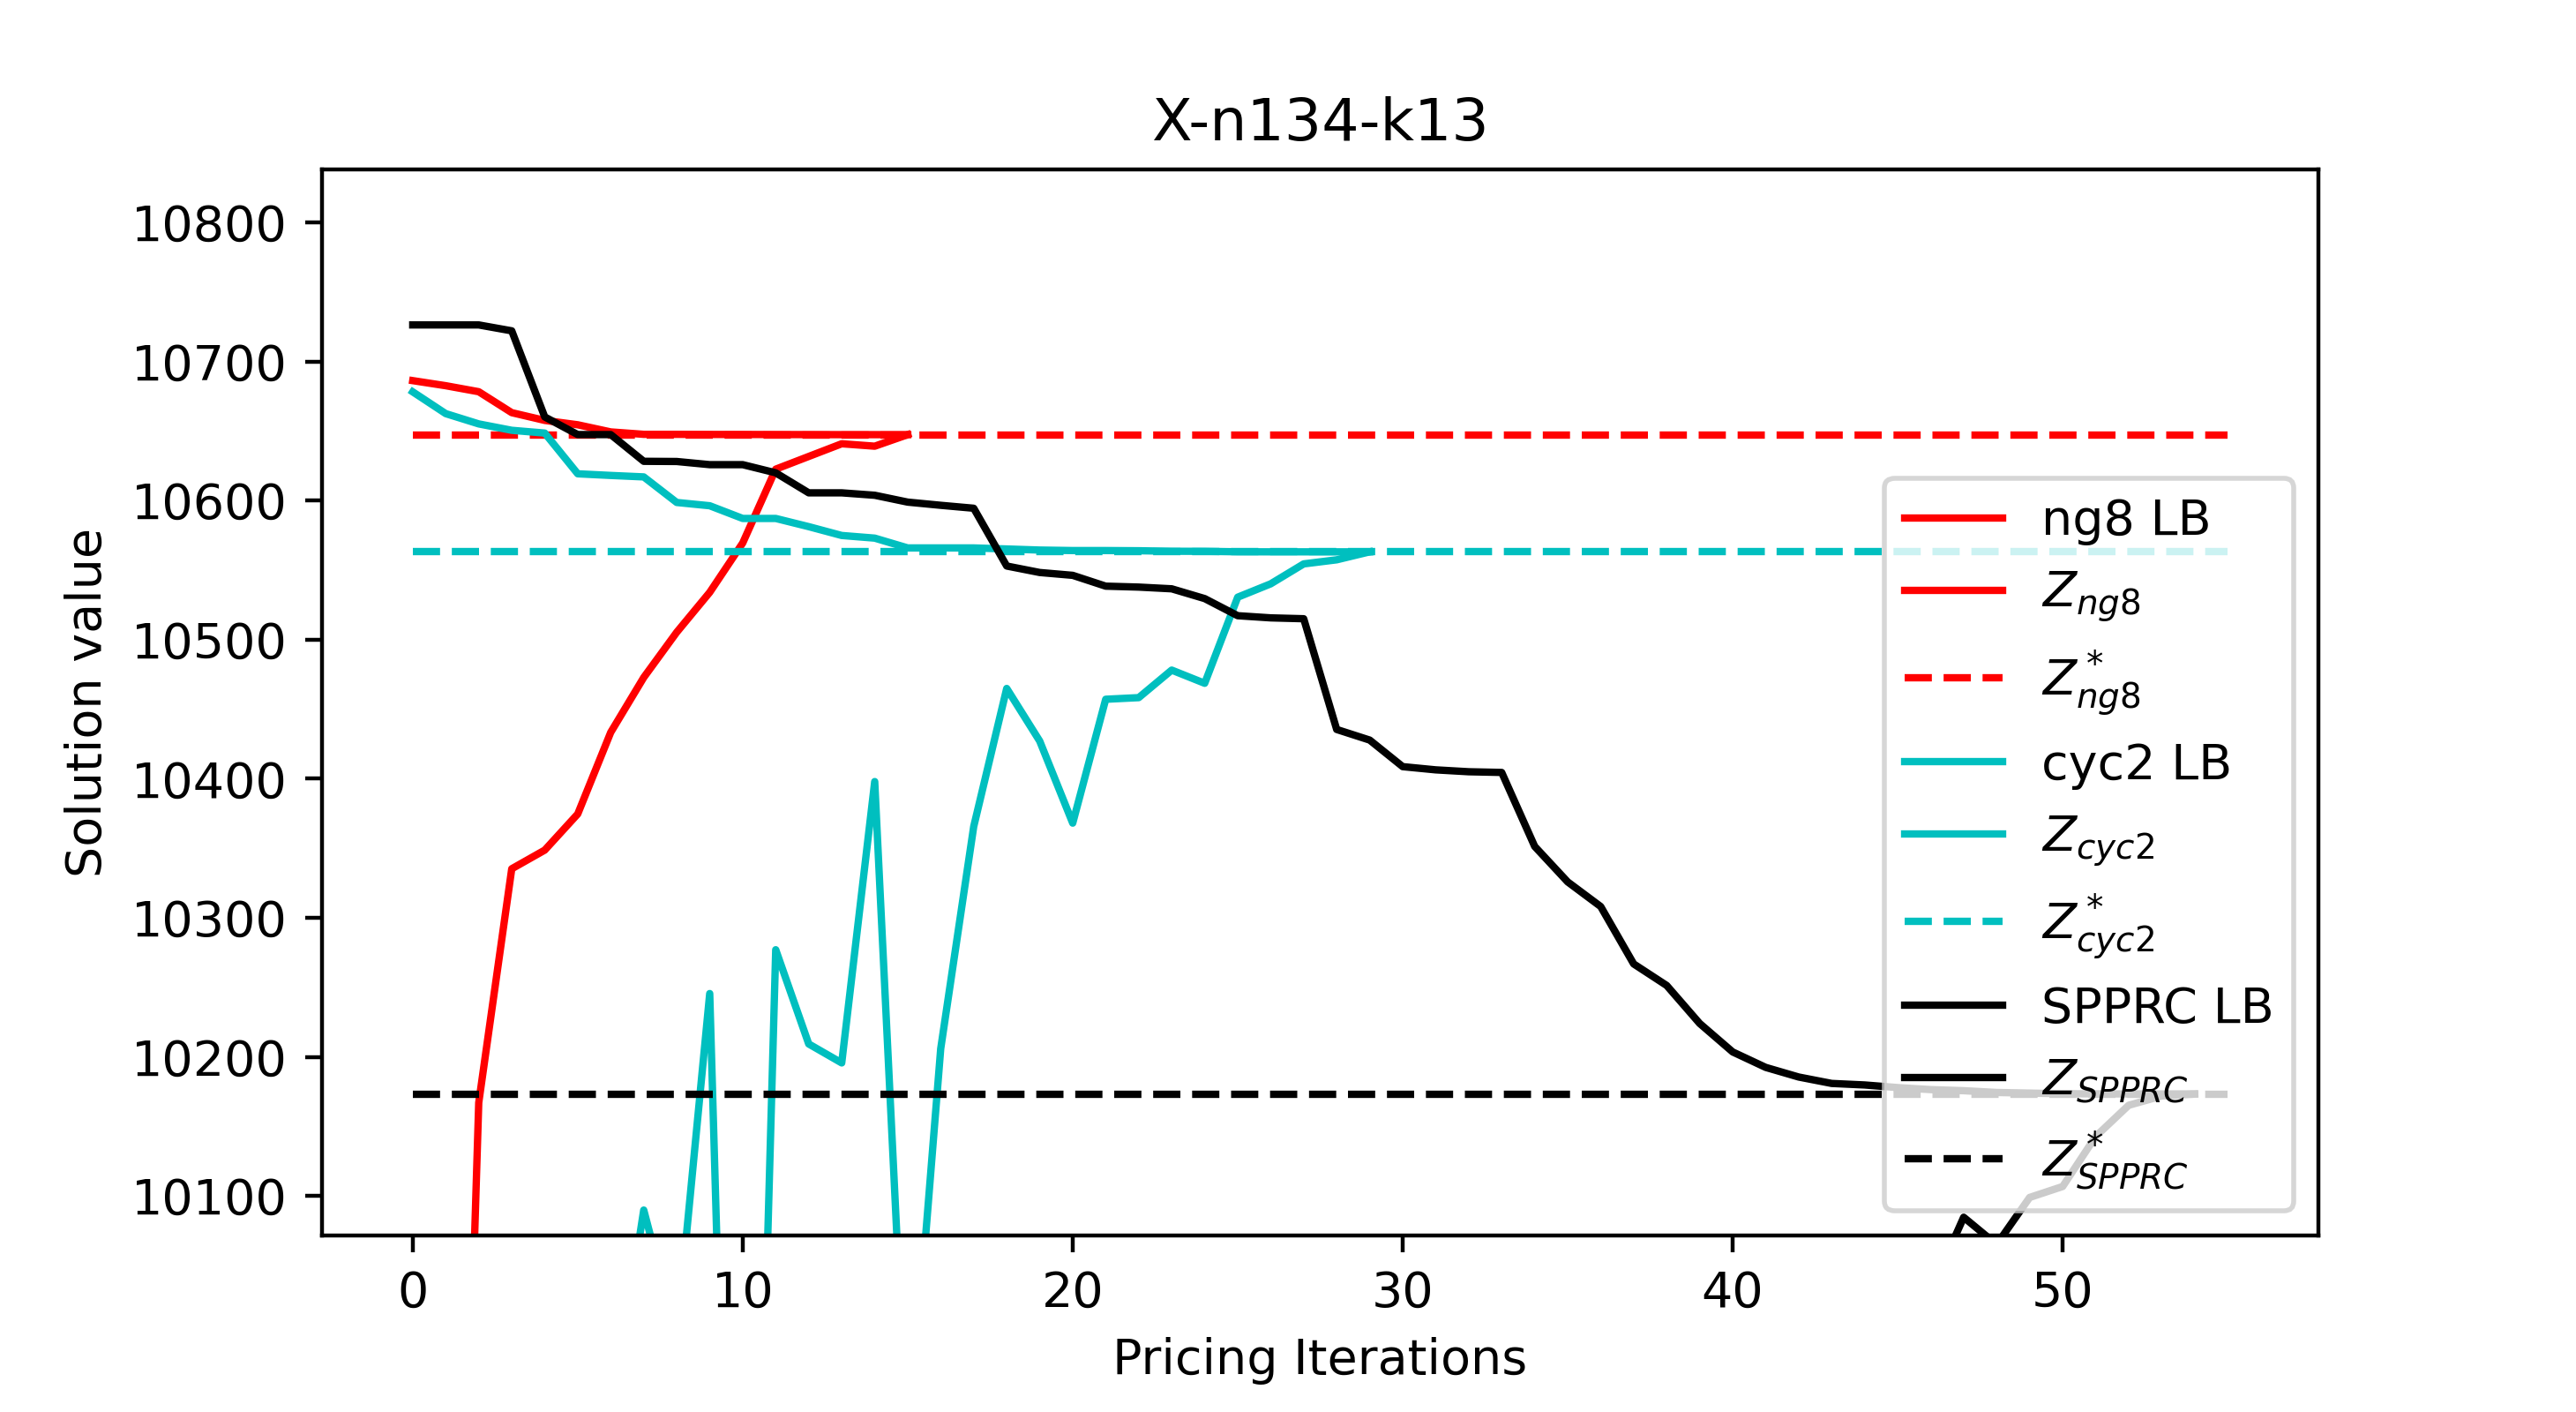 X-n134-k13
10800
10700
10600
10500
10400
10300
10200
10100
Solution value
0 10 20 30 40 50
Pricing Iterations
ng8 LB
Z_ng8
Z*_ng8
cyc2 LB
Z_cyc2
Z*_cyc2
SPPRC LB
Z_SPPRC
Z*_SPPRC